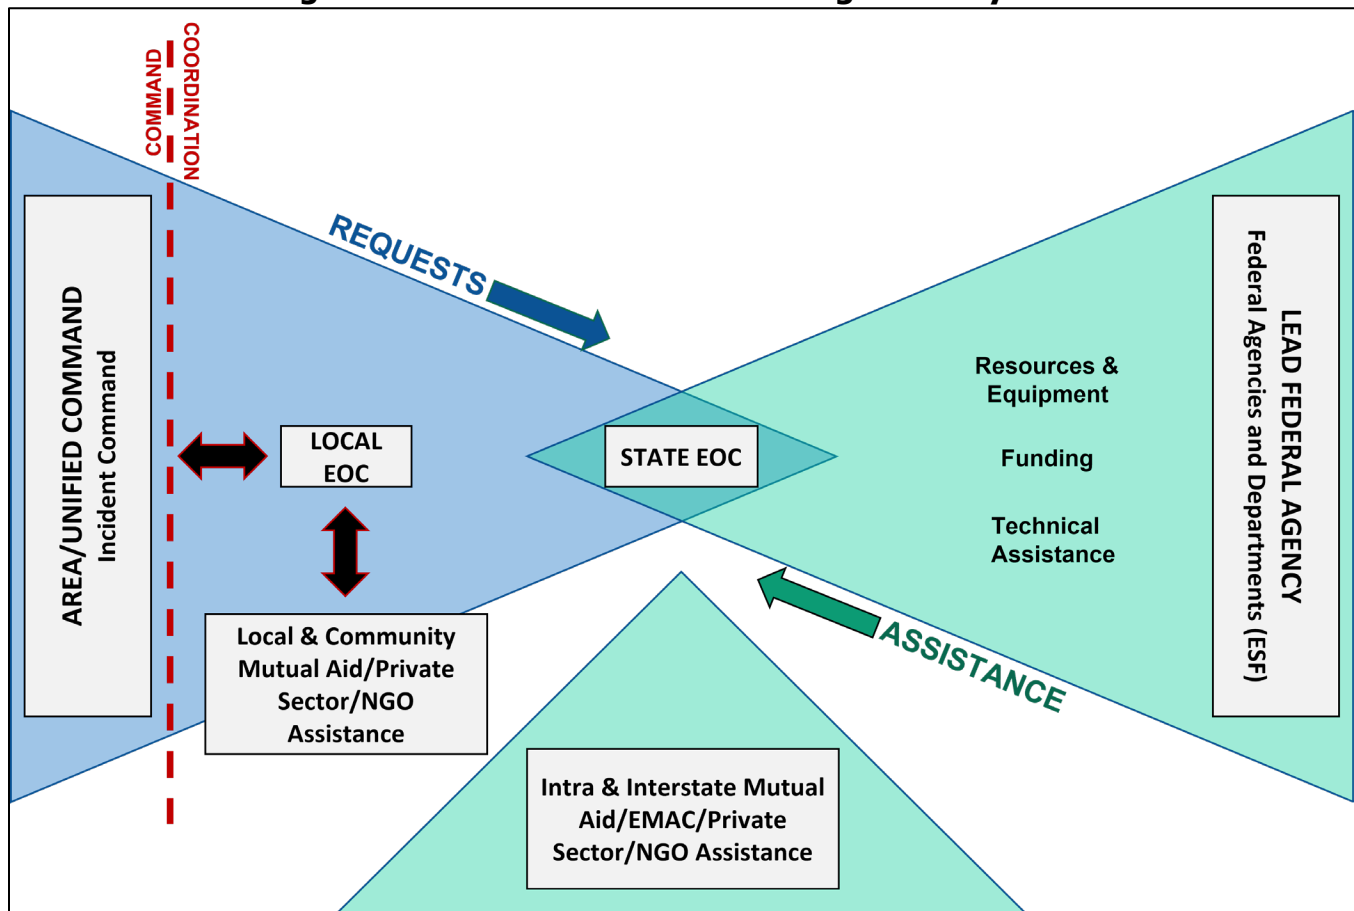 COORDINATION
COMMAND
REQUESTS
AREA/UNIFIED COMMAND
Incident Command
LOCAL
EOC
STATE EOC
Resources &
Equipment
Funding
Technical
Assistance
LEAD FEDERAL AGENCY
Federal Agencies and Departments (ESF)
ASSISTANCE
Local & Community
Mutual Aid/Private
Sector/NGO
Assistance
Intra & Interstate Mutual
Aid/EMAC/Private
Sector/NGO Assistance